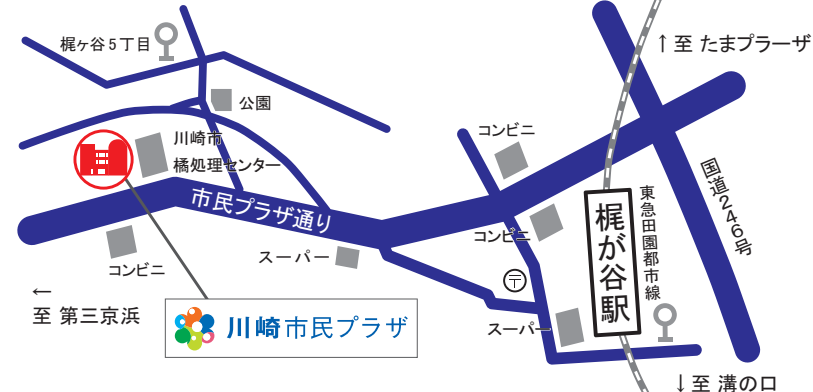 梶ヶ谷5丁目
↑至 たまプラーザ
公園
コンビニ
川崎市
橘処理センター
国道246号
東急田園都市線
市民プラザ通り
梶が谷駅
コンビニ
スーパー
コンビニ
〒
←
至 第三京浜
川崎市民プラザ
スーパー
↓至 溝の口